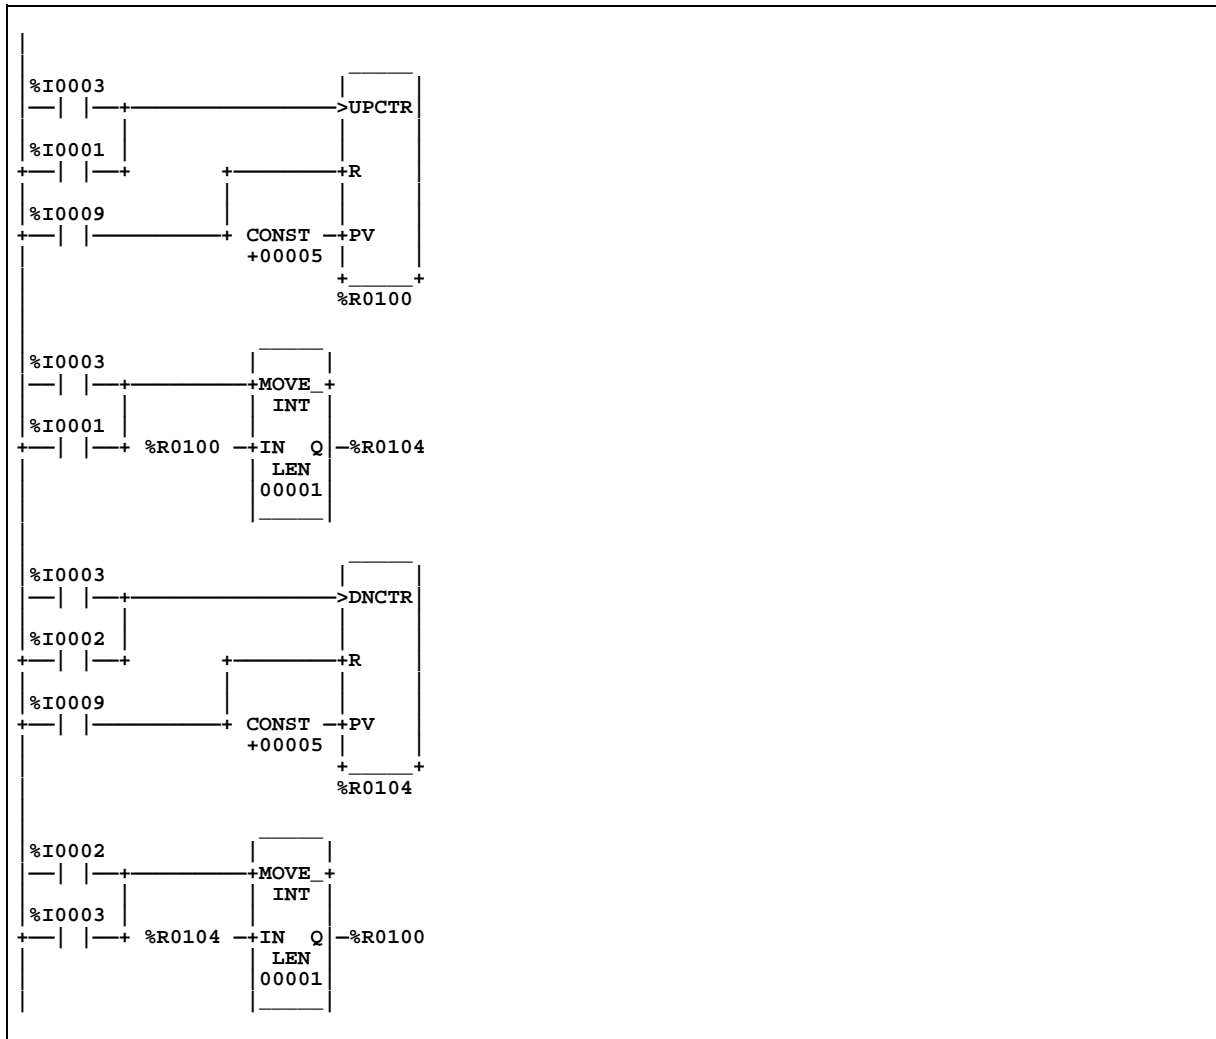 %I0003
UPCTR
%I0001
R
%I0009
CONST PV
+00005
%R0100
%I0003
MOVE_
INT
%I0001
%R0100 IN Q %R0104
LEN
00001
%I0003
DNCTR
%I0002
R
%I0009
CONST PV
+00005
%R0104
%I0002
MOVE_
INT
%I0003
%R0104 IN Q %R0100
LEN
00001